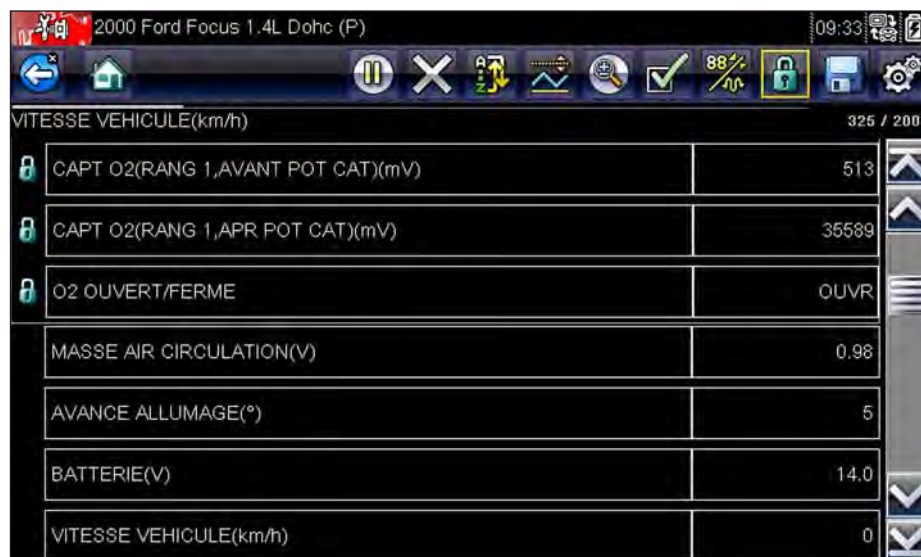 2000 Ford Focus 1.4L Dohc (P) 09:33
VITESSE VEHICULE(km/h) 325 / 200
CAPT O2(RANG 1,AVANT POT CAT)(mV) 513
CAPT O2(RANG 1,APR POT CAT)(mV) 35589
O2 OUVERT/FERME OUVR
MASSE AIR CIRCULATION(V) 0.98
AVANCE ALLUMAGE(°) 5
BATTERIE(V) 14.0
VITESSE VEHICULE(km/h) 0